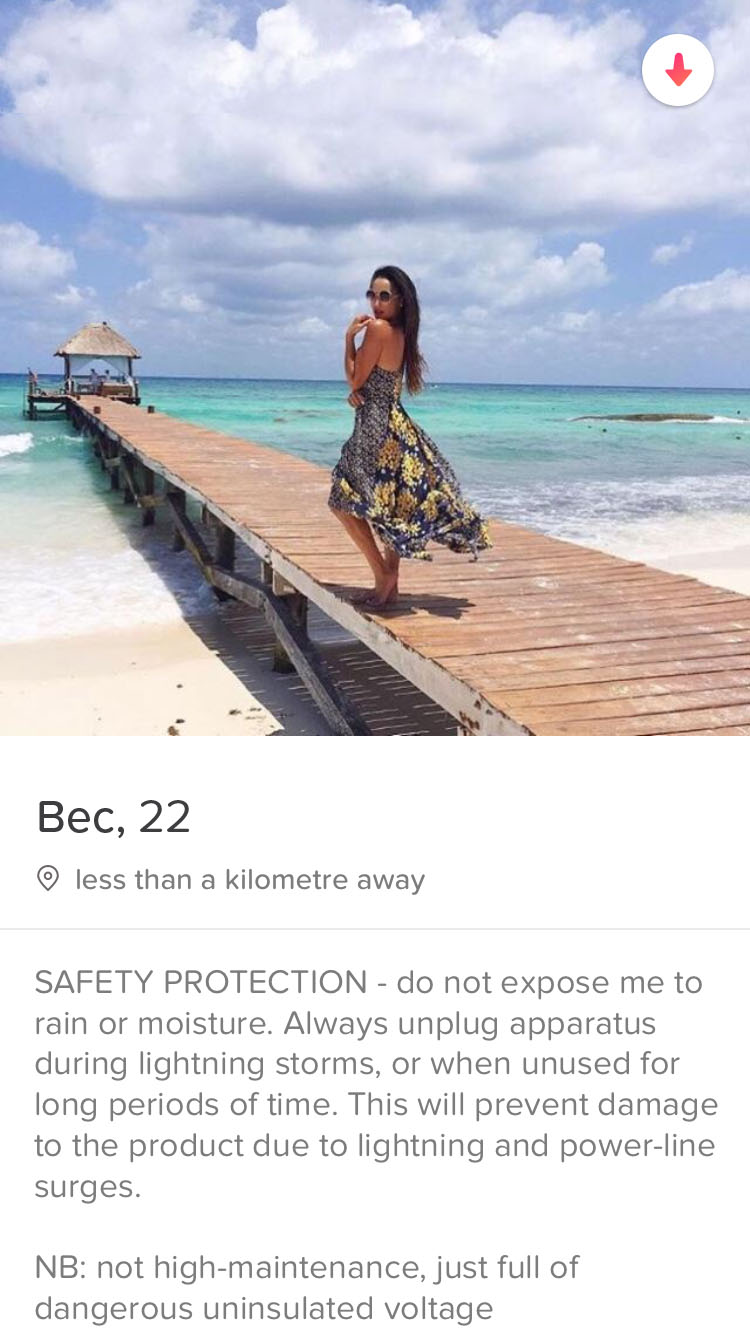 Bec, 22
less than a kilometre away
SAFETY PROTECTION - do not expose me to
rain or moisture. Always unplug apparatus
during lightning storms, or when unused for
long periods of time. This will prevent damage
to the product due to lightning and power-line
surges.
NB: not high-maintenance, just full of
dangerous uninsulated voltage